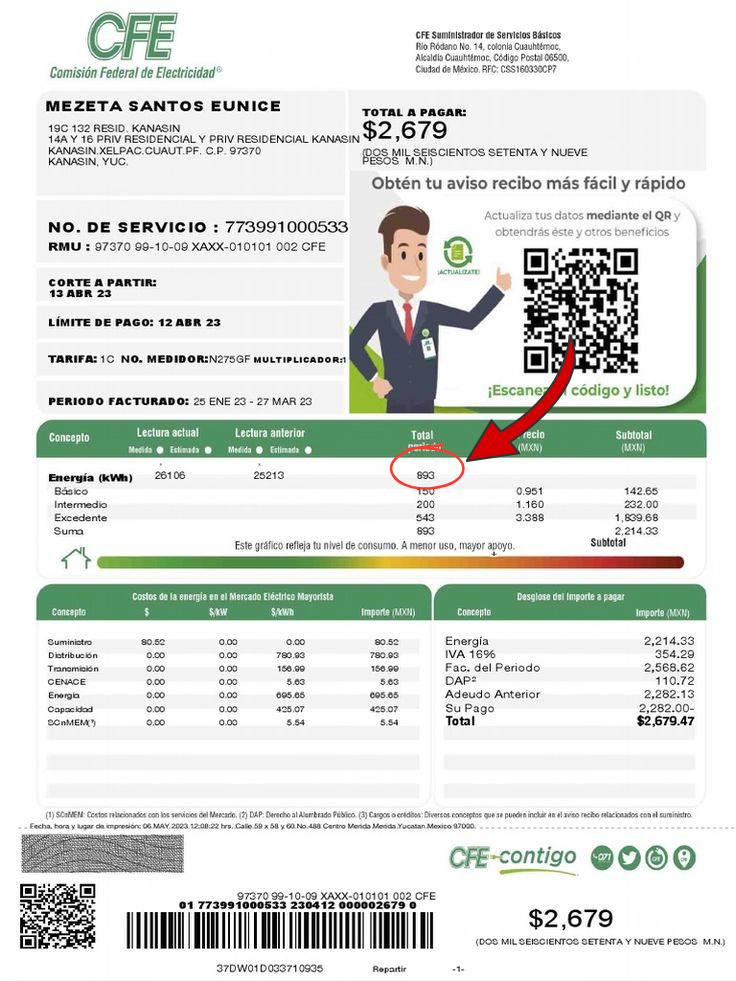 CFE
Comisión Federal de Electricidad®
CFE Suministrador de Servicios Básicos
Río Ródano No. 14, colonia Cuauhtémoc,
Alcaldía Cuauhtémoc, Código Postal 06500,
Ciudad de México. RFC: CSS160330CP7
MEZETA SANTOS EUNICE
19C 132 RESID. KANASIN
14A Y 16 PRIV RESIDENCIAL Y PRIV RESIDENCIAL KANASIN
KANASIN.XELPAC.CUAUT.PF. C.P. 97370
KANASIN, YUC.
TOTAL A PAGAR:
$2,679
(DOS MIL SEISCIENTOS SETENTA Y NUEVE
PESOS M.N.)
Obtén tu aviso recibo más fácil y rápido
Actualiza tus datos mediante el QR y
obtendrás éste y otros beneficios
¡ACTUALÍZATE!
¡Escanea el código y listo!
NO. DE SERVICIO : 773991000533
RMU : 97370 99-10-09 XAXX-010101 002 CFE
CORTE A PARTIR:
13 ABR 23
LÍMITE DE PAGO: 12 ABR 23
TARIFA: 1C NO. MEDIDOR:N275GF MULTIPLICADOR:1
PERIODO FACTURADO: 25 ENE 23 - 27 MAR 23
Concepto Lectura actual Lectura anterior Total periodo Precio Subtotal
Medida Estimada Medida Estimada (MXN) (MXN)
Energía (kWh) 26106 25213 893
Básico 150 0.951 142.65
Intermedio 200 1.160 232.00
Excedente 543 3.388 1,839.68
Suma 893 2,214.33
Este gráfico refleja tu nivel de consumo. A menor uso, mayor apoyo. Subtotal
Costos de la energía en el Mercado Eléctrico Mayorista
Concepto $ $/kW $/kWh Importe (MXN)
Suministro 80.52 0.00 0.00 80.52
Distribución 0.00 0.00 780.93 780.93
Transmisión 0.00 0.00 156.99 156.99
CENACE 0.00 0.00 5.63 5.63
Energía 0.00 0.00 695.65 695.65
Capacidad 0.00 0.00 425.07 425.07
SCnMEM(¹) 0.00 0.00 5.54 5.54
Desglose del importe a pagar
Concepto Importe (MXN)
Energía 2,214.33
IVA 16% 354.29
Fac. del Periodo 2,568.62
DAP² 110.72
Adeudo Anterior 2,282.13
Su Pago 2,282.00-
Total $2,679.47
(1) SCnMEM: Costos relacionados con los servicios del Mercado. (2) DAP: Derecho al Alumbrado Público. (3) Cargos o créditos: Diversos conceptos que se pueden incluir en el aviso recibo relacionados con el suministro.
Fecha, hora y lugar de impresión: 06.MAY.2023 12:08:22 hrs. Calle 59 x 58 y 60 No.488 Centro Merida Merida Yucatan Mexico 97000.
CFE contigo
071
CFE
97370 99-10-09 XAXX-010101 002 CFE
01 773991000533 230412 000002679 0
$2,679
(DOS MIL SEISCIENTOS SETENTA Y NUEVE PESOS M.N.)
37DW01D033710935 Repartir -1-